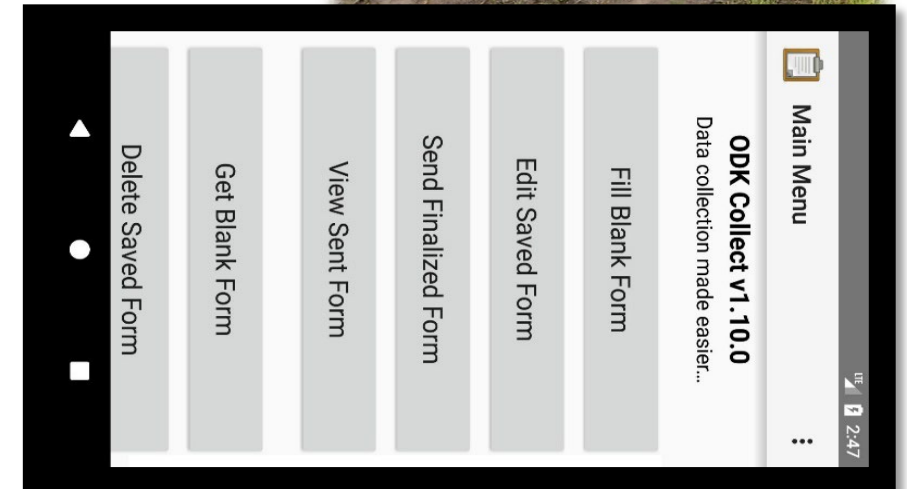 LTE 2:47
Main Menu
ODK Collect v1.10.0
Data collection made easier...
Fill Blank Form
Edit Saved Form
Send Finalized Form
View Sent Form
Get Blank Form
Delete Saved Form